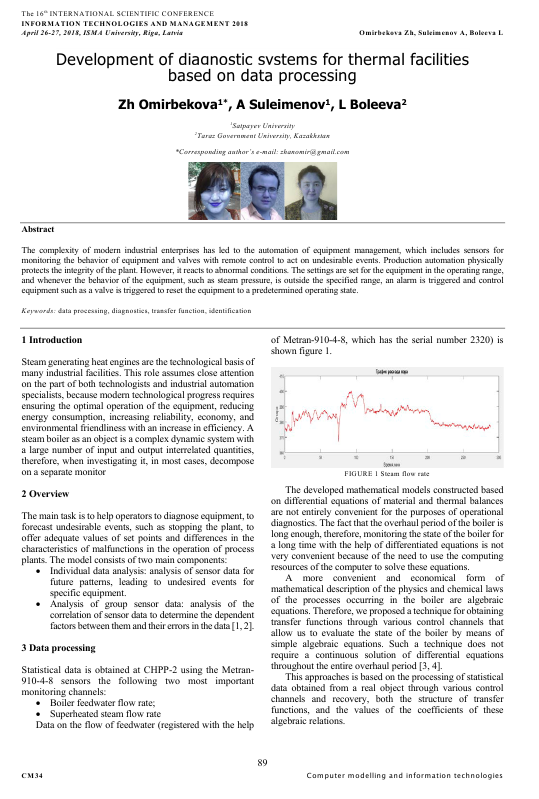 The 16th INTERNATIONAL SCIENTIFIC CONFERENCE
INFORMATION TECHNOLOGIES AND MANAGEMENT 2018
April 26-27, 2018, ISMA University, Riga, Latvia
Omirbekova Zh, Suleimenov A, Boleeva L
Development of diagnostic systems for thermal facilities
based on data processing
Zh Omirbekova1*, A Suleimenov1, L Boleeva2
1Satpayev University
2Taraz Government University, Kazakhstan
*Corresponding author's e-mail: zhanomir@gmail.com
Abstract
The complexity of modern industrial enterprises has led to the automation of equipment management, which includes sensors for
monitoring the behavior of equipment and valves with remote control to act on undesirable events. Production automation physically
protects the integrity of the plant. However, it reacts to abnormal conditions. The settings are set for the equipment in the operating range,
and whenever the behavior of the equipment, such as steam pressure, is outside the specified range, an alarm is triggered and control
equipment such as a valve is triggered to reset the equipment to a predetermined operating state.
Keywords: data processing, diagnostics, transfer function, identification
1 Introduction
Steam generating heat engines are the technological basis of
many industrial facilities. This role assumes close attention
on the part of both technologists and industrial automation
specialists, because modern technological progress requires
ensuring the optimal operation of the equipment, reducing
energy consumption, increasing reliability, economy, and
environmental friendliness with an increase in efficiency. A
steam boiler as an object is a complex dynamic system with
a large number of input and output interrelated quantities,
therefore, when investigating it, in most cases, decompose
on a separate monitor
2 Overview
The main task is to help operators to diagnose equipment, to
forecast undesirable events, such as stopping the plant, to
offer adequate values of set points and differences in the
characteristics of malfunctions in the operation of process
plants. The model consists of two main components:
• Individual data analysis: analysis of sensor data for
future patterns, leading to undesired events for
specific equipment.
• Analysis of group sensor data: analysis of the
correlation of sensor data to determine the dependent
factors between them and their errors in the data [1, 2].
3 Data processing
Statistical data is obtained at CHPP-2 using the Metran-
910-4-8 sensors the following two most important
monitoring channels:
• Boiler feedwater flow rate;
• Superheated steam flow rate
Data on the flow of feedwater (registered with the help
of Metran-910-4-8, which has the serial number 2320) is
shown figure 1.
График расхода пара
FIGURE 1 Steam flow rate
The developed mathematical models constructed based
on differential equations of material and thermal balances
are not entirely convenient for the purposes of operational
diagnostics. The fact that the overhaul period of the boiler is
long enough, therefore, monitoring the state of the boiler for
a long time with the help of differentiated equations is not
very convenient because of the need to use the computing
resources of the computer to solve these equations.
A more convenient and economical form of
mathematical description of the physics and chemical laws
of the processes occurring in the boiler are algebraic
equations. Therefore, we proposed a technique for obtaining
transfer functions through various control channels that
allow us to evaluate the state of the boiler by means of
simple algebraic equations. Such a technique does not
require a continuous solution of differential equations
throughout the entire overhaul period [3, 4].
This approaches is based on the processing of statistical
data obtained from a real object through various control
channels and recovery, both the structure of transfer
functions, and the values of the coefficients of these
algebraic relations.
89
CM34
Computer modelling and information technologies